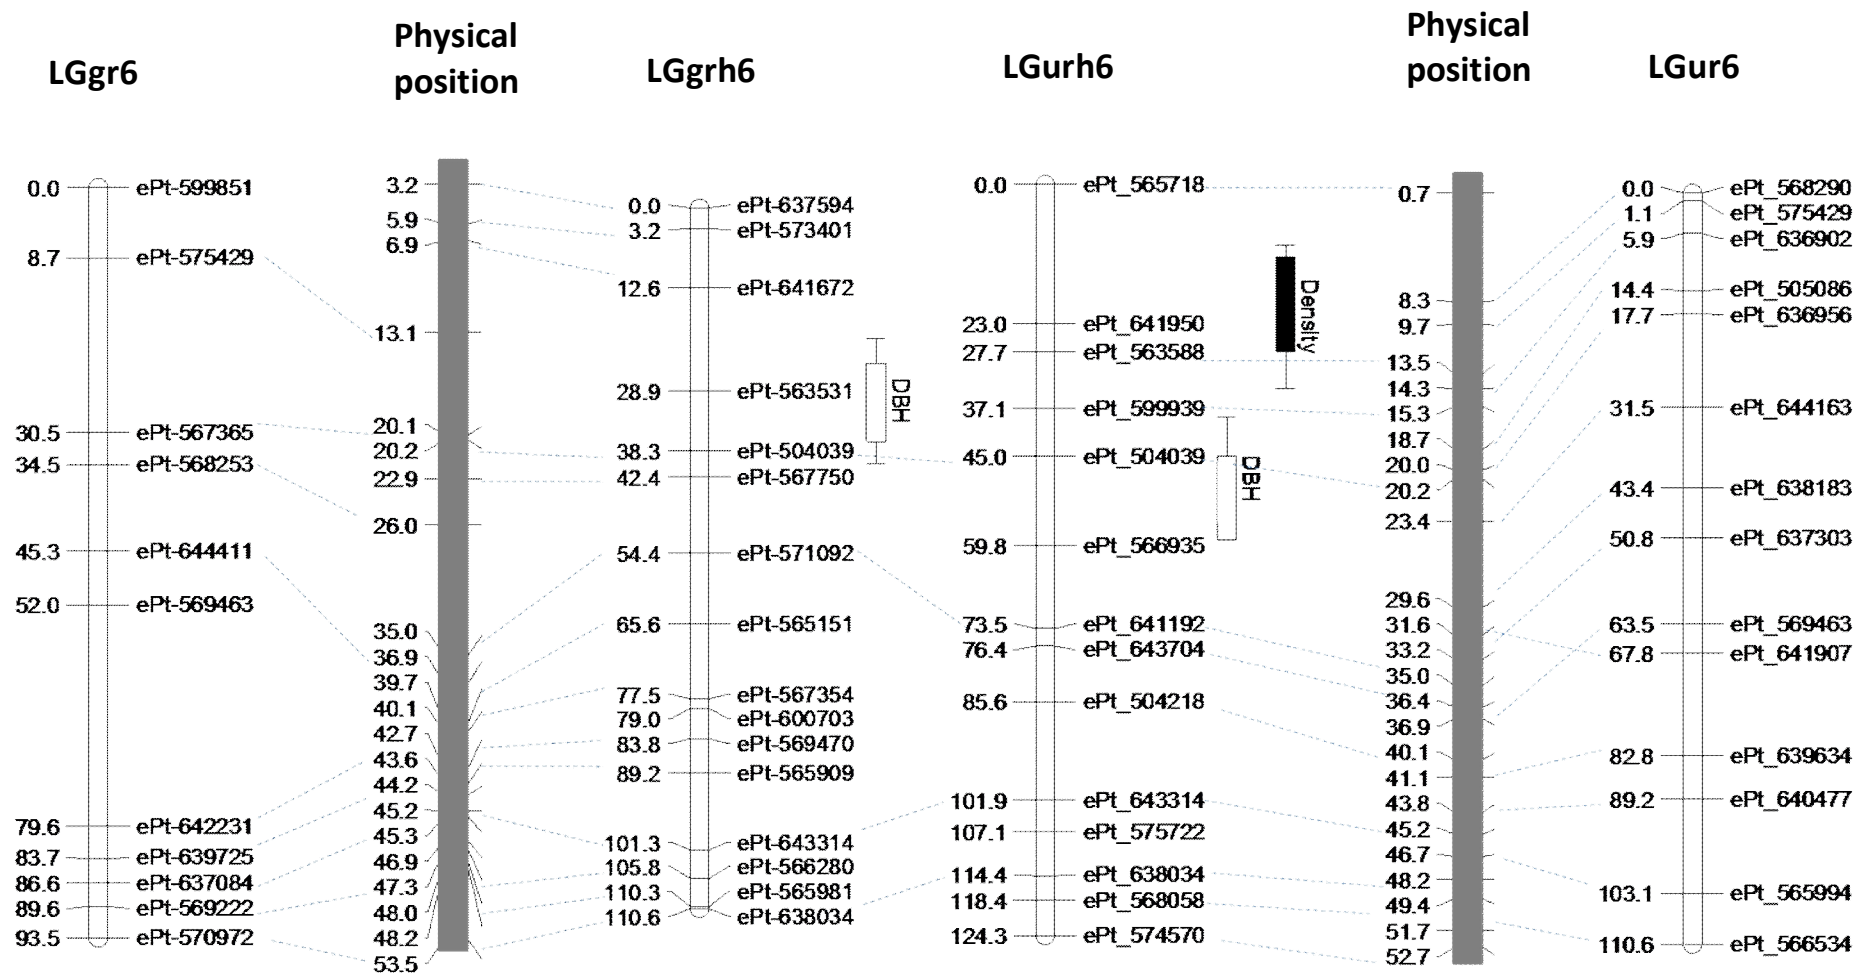 LGgr6
Physical
position
LGgrh6
LGurh6
Physical
position
LGur6
0.0 ePt-599851
8.7 ePt-575429
30.5 ePt-567365
34.5 ePt-568253
45.3 ePt-644411
52.0 ePt-569463
79.6 ePt-642231
83.7 ePt-639725
86.6 ePt-637084
89.6 ePt-569222
93.5 ePt-570972
3.2
5.9
6.9
13.1
20.1
20.2
22.9
26.0
35.0
36.9
39.7
40.1
42.7
43.6
44.2
45.2
45.3
46.9
47.3
48.0
48.2
53.5
0.0 ePt-637594
3.2 ePt-573401
12.6 ePt-641672
28.9 ePt-563531
38.3 ePt-504039
42.4 ePt-567750
54.4 ePt-571092
65.6 ePt-565151
77.5 ePt-567354
79.0 ePt-600703
83.8 ePt-569470
89.2 ePt-565909
101.3 ePt-643314
105.8 ePt-566280
110.3 ePt-565981
110.6 ePt-638034
DBH
0.0 ePt_565718
23.0 ePt_641950
27.7 ePt_563588
37.1 ePt_599939
45.0 ePt_504039
59.8 ePt_566935
73.5 ePt_641192
76.4 ePt_643704
85.6 ePt_504218
101.9 ePt_643314
107.1 ePt_575722
114.4 ePt_638034
118.4 ePt_568058
124.3 ePt_574570
Density
DBH
0.7
8.3
9.7
13.5
14.3
15.3
18.7
20.0
20.2
23.4
29.6
31.6
33.2
35.0
36.4
36.9
40.1
41.1
43.8
45.2
46.7
48.2
49.4
51.7
52.7
0.0 ePt_568290
1.1 ePt_575429
5.9 ePt_636902
14.4 ePt_505086
17.7 ePt_636956
31.5 ePt_644163
43.4 ePt_638183
50.8 ePt_637303
63.5 ePt_569463
67.8 ePt_641907
82.8 ePt_639634
89.2 ePt_640477
103.1 ePt_565994
110.6 ePt_566534